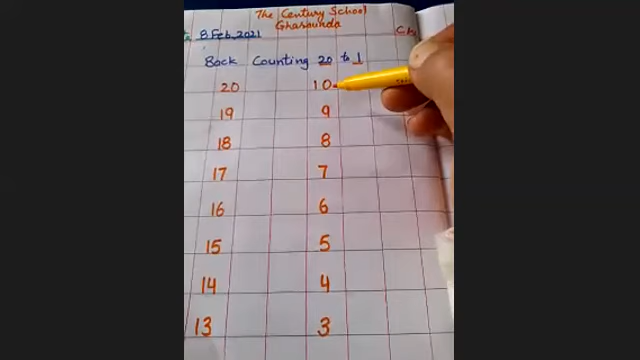 The Century School
Gharaunda
8 Feb, 2021
Back Counting 20 to 1
20 10
19 9
18 8
17 7
16 6
15 5
14 4
13 3